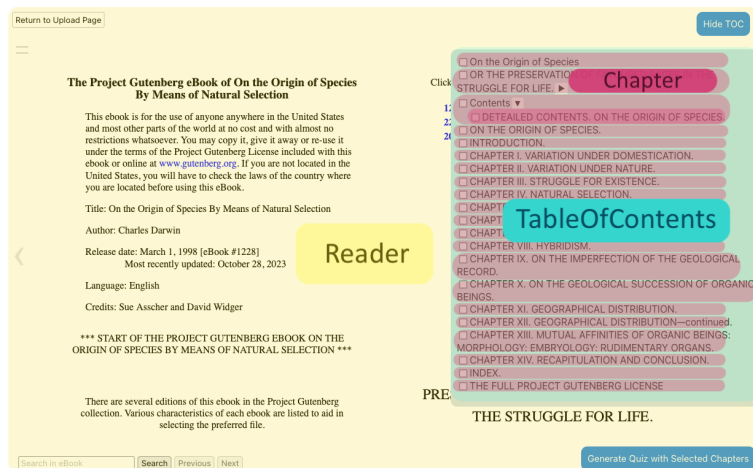 Return to Upload Page
Hide TOC
The Project Gutenberg eBook of On the Origin of Species
By Means of Natural Selection
This ebook is for the use of anyone anywhere in the United
States and most other parts of the world at no cost and with almost no
restrictions whatsoever. You may copy it, give it away or re-use it
under the terms of the Project Gutenberg License included with this
ebook or online at www.gutenberg.org. If you are not located in the
United States, you will have to check the laws of the country where
you are located before using this eBook.
Title: On the Origin of Species By Means of Natural Selection
Author: Charles Darwin
Release date: March 1, 1998 [eBook #1228]
Most recently updated: October 28, 2023
Language: English
Credits: Sue Asscher and David Widger
*** START OF THE PROJECT GUTENBERG EBOOK ON THE
ORIGIN OF SPECIES BY MEANS OF NATURAL SELECTION ***
There are several editions of this ebook in the Project Gutenberg
collection. Various characteristics of each ebook are listed to aid in
selecting the preferred file.
Reader
Click
On the Origin of Species
OR THE PRESERVATION
STRUGGLE FOR LIFE. ▶
Chapter
Contents ▼
DETEAILED CONTENTS. ON THE ORIGIN OF SPECIES.
ON THE ORIGIN OF SPECIES.
INTRODUCTION.
CHAPTER I. VARIATION UNDER DOMESTICATION.
CHAPTER II. VARIATION UNDER NATURE.
CHAPTER III. STRUGGLE FOR EXISTENCE.
CHAPTER IV. NATURAL SELECTION.
TableOfContents
CHAPTER VIII. HYBRIDISM.
CHAPTER IX. ON THE IMPERFECTION OF THE GEOLOGICAL
RECORD.
CHAPTER X. ON THE GEOLOGICAL SUCCESSION OF ORGANIC
BEINGS.
CHAPTER XI. GEOGRAPHICAL DISTRIBUTION.
CHAPTER XII. GEOGRAPHICAL DISTRIBUTION—continued.
CHAPTER XIII. MUTUAL AFFINITIES OF ORGANIC BEINGS:
MORPHOLOGY: EMBRYOLOGY: RUDIMENTARY ORGANS.
CHAPTER XIV. RECAPITULATION AND CONCLUSION.
INDEX.
THE FULL PROJECT GUTENBERG LICENSE
THE STRUGGLE FOR LIFE.
Search in eBook
Search
Previous
Next
Generate Quiz with Selected Chapters